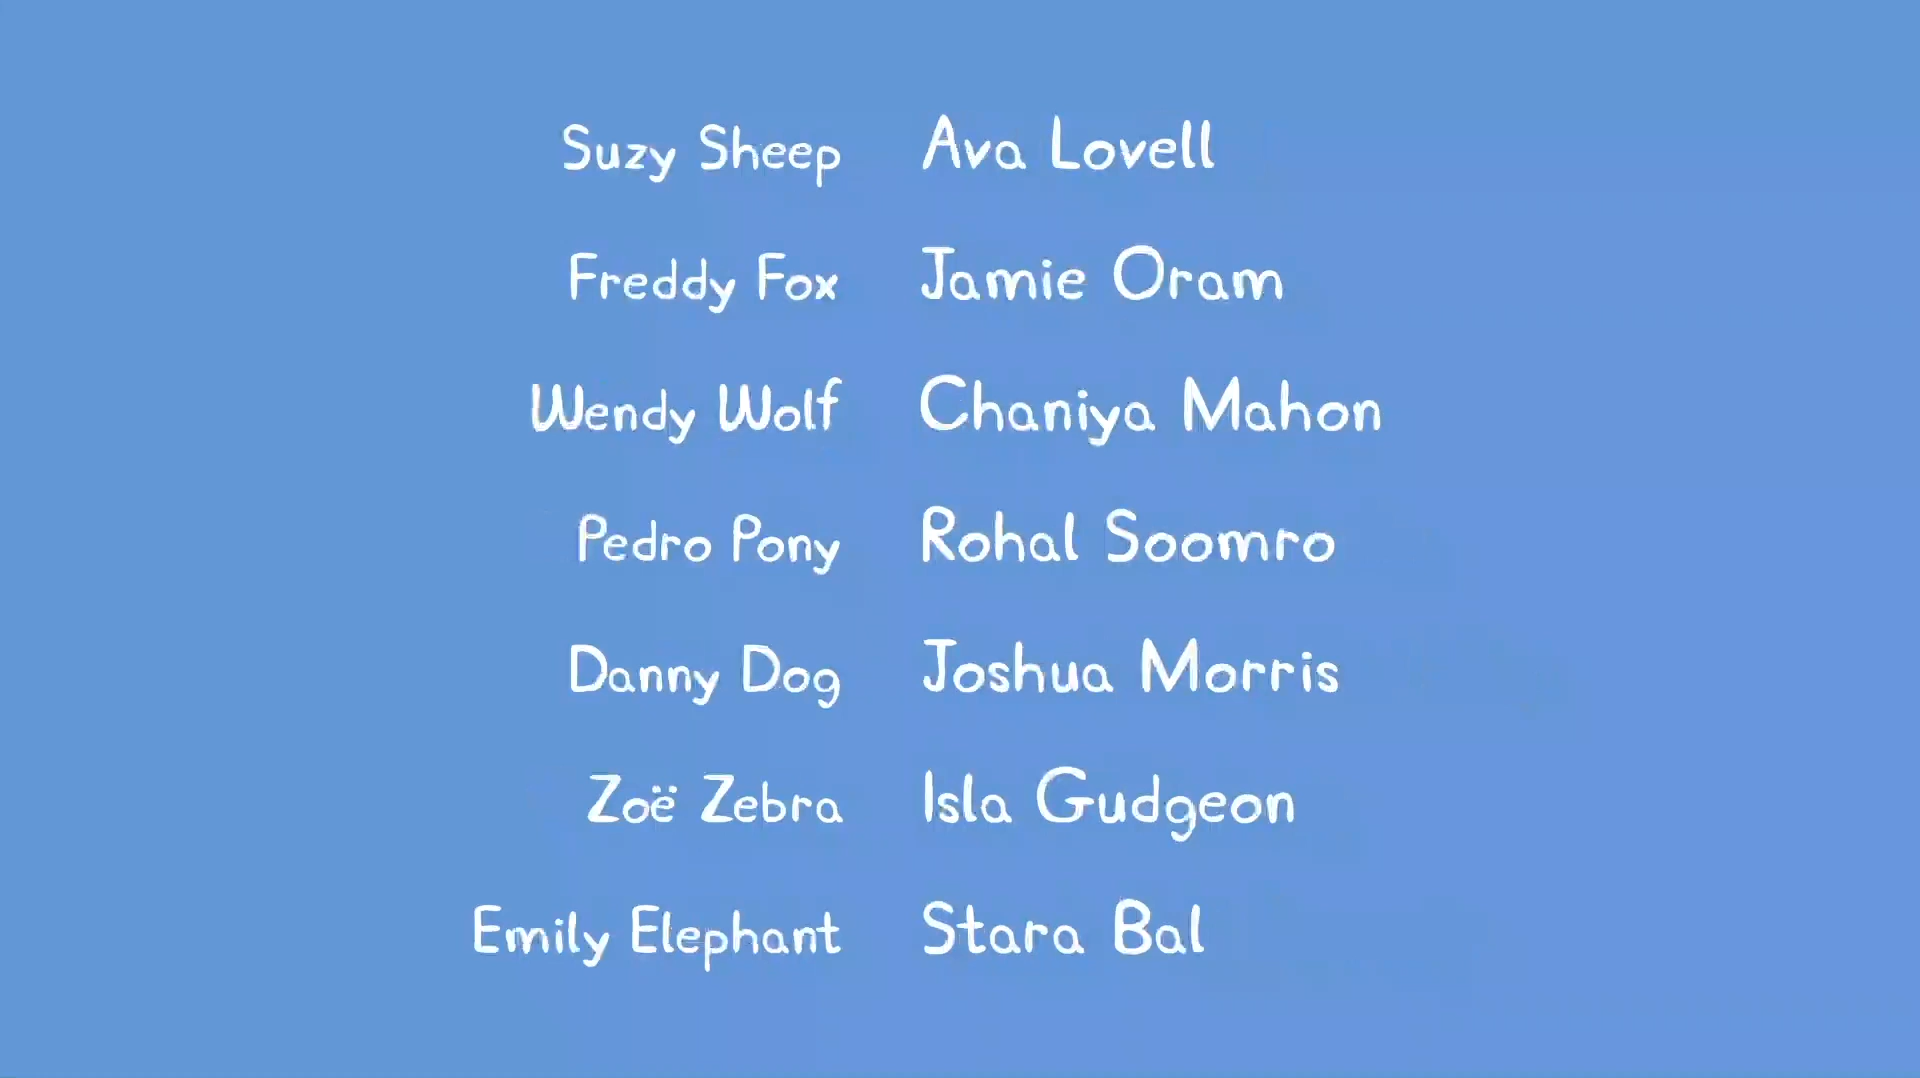 Suzy Sheep Ava Lovell
Freddy Fox Jamie Oram
Wendy Wolf Chaniya Mahon
Pedro Pony Rohal Soomro
Danny Dog Joshua Morris
Zoë Zebra Isla Gudgeon
Emily Elephant Stara Bal